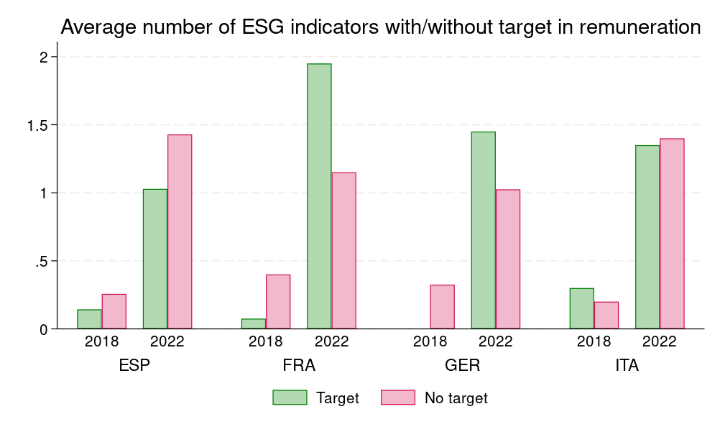 Average number of ESG indicators with/without target in remuneration
2
1.5
1
.5
0
2018 2022 2018 2022 2018 2022 2018 2022
ESP FRA GER ITA
Target No target